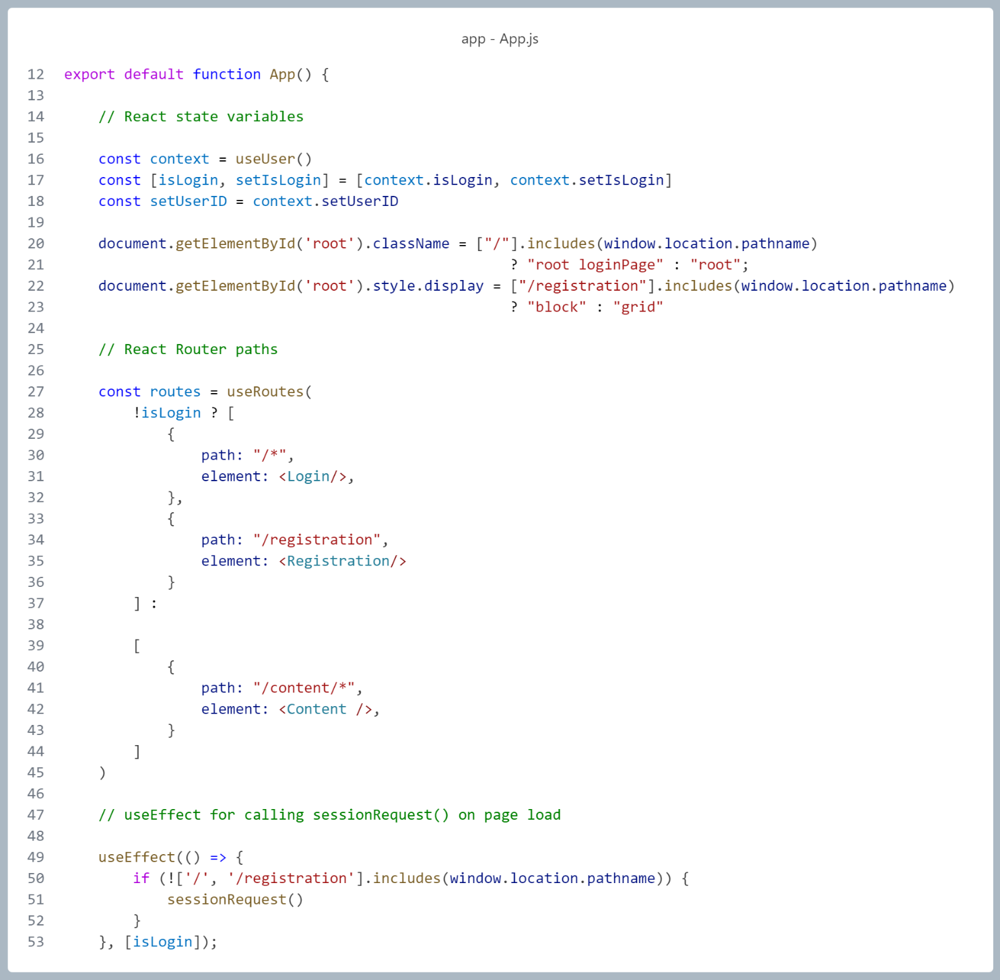 app - App.js
12 export default function App() {
13
14     // React state variables
15
16     const context = useUser()
17     const [isLogin, setIsLogin] = [context.isLogin, context.setIsLogin]
18     const setUserID = context.setUserID
19
20     document.getElementById('root').className = ["/"].includes(window.location.pathname)
21                                                     ? "root loginPage" : "root";
22     document.getElementById('root').style.display = ["/registration"].includes(window.location.pathname)
23                                                     ? "block" : "grid"
24
25     // React Router paths
26
27     const routes = useRoutes(
28         !isLogin ? [
29             {
30                 path: "/*",
31                 element: <Login/>,
32             },
33             {
34                 path: "/registration",
35                 element: <Registration/>
36             }
37         ] :
38
39         [
40             {
41                 path: "/content/*",
42                 element: <Content />,
43             }
44         ]
45     )
46
47     // useEffect for calling sessionRequest() on page load
48
49     useEffect(() => {
50         if (!['/', '/registration'].includes(window.location.pathname)) {
51             sessionRequest()
52         }
53     }, [isLogin]);